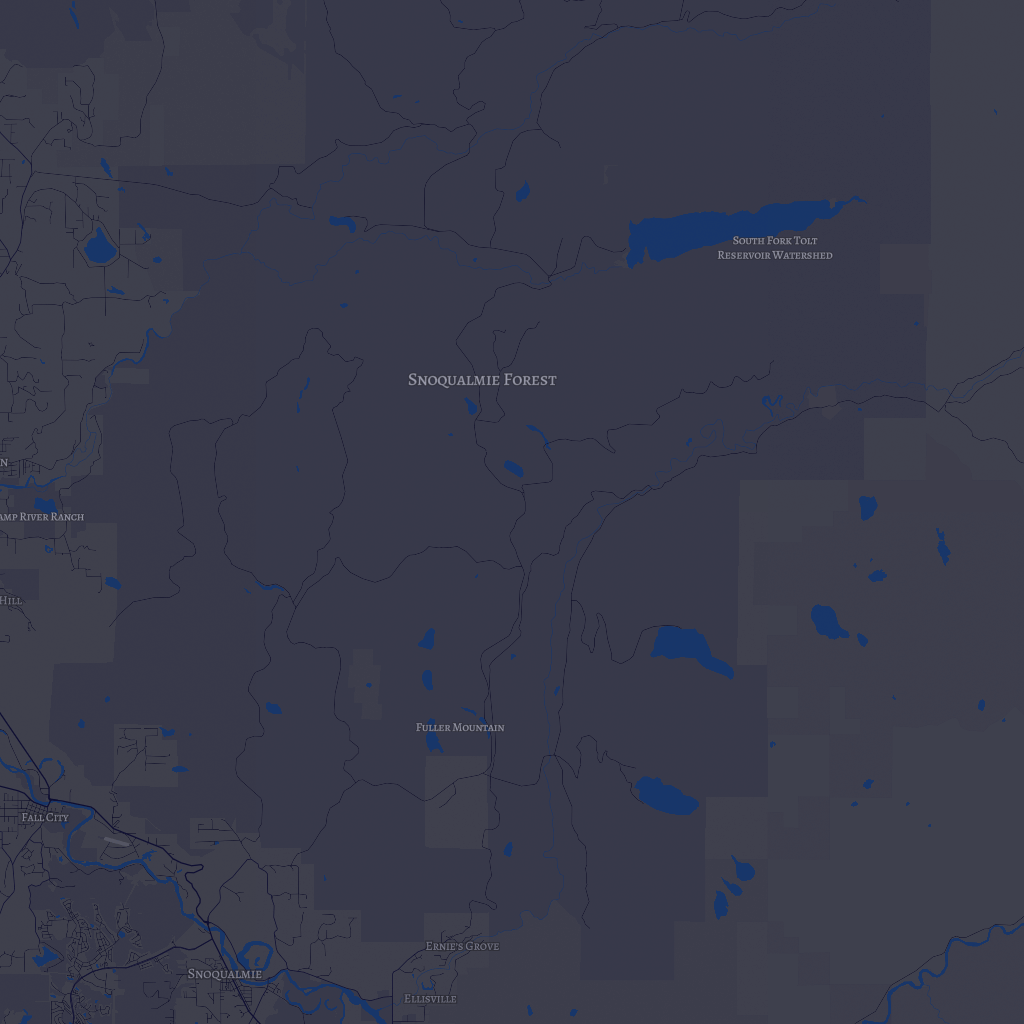 South Fork Tolt
Reservoir Watershed
Snoqualmie Forest
N
amp River Ranch
Hill
Fuller Mountain
Fall City
Ernie's Grove
Snoqualmie
Ellisville